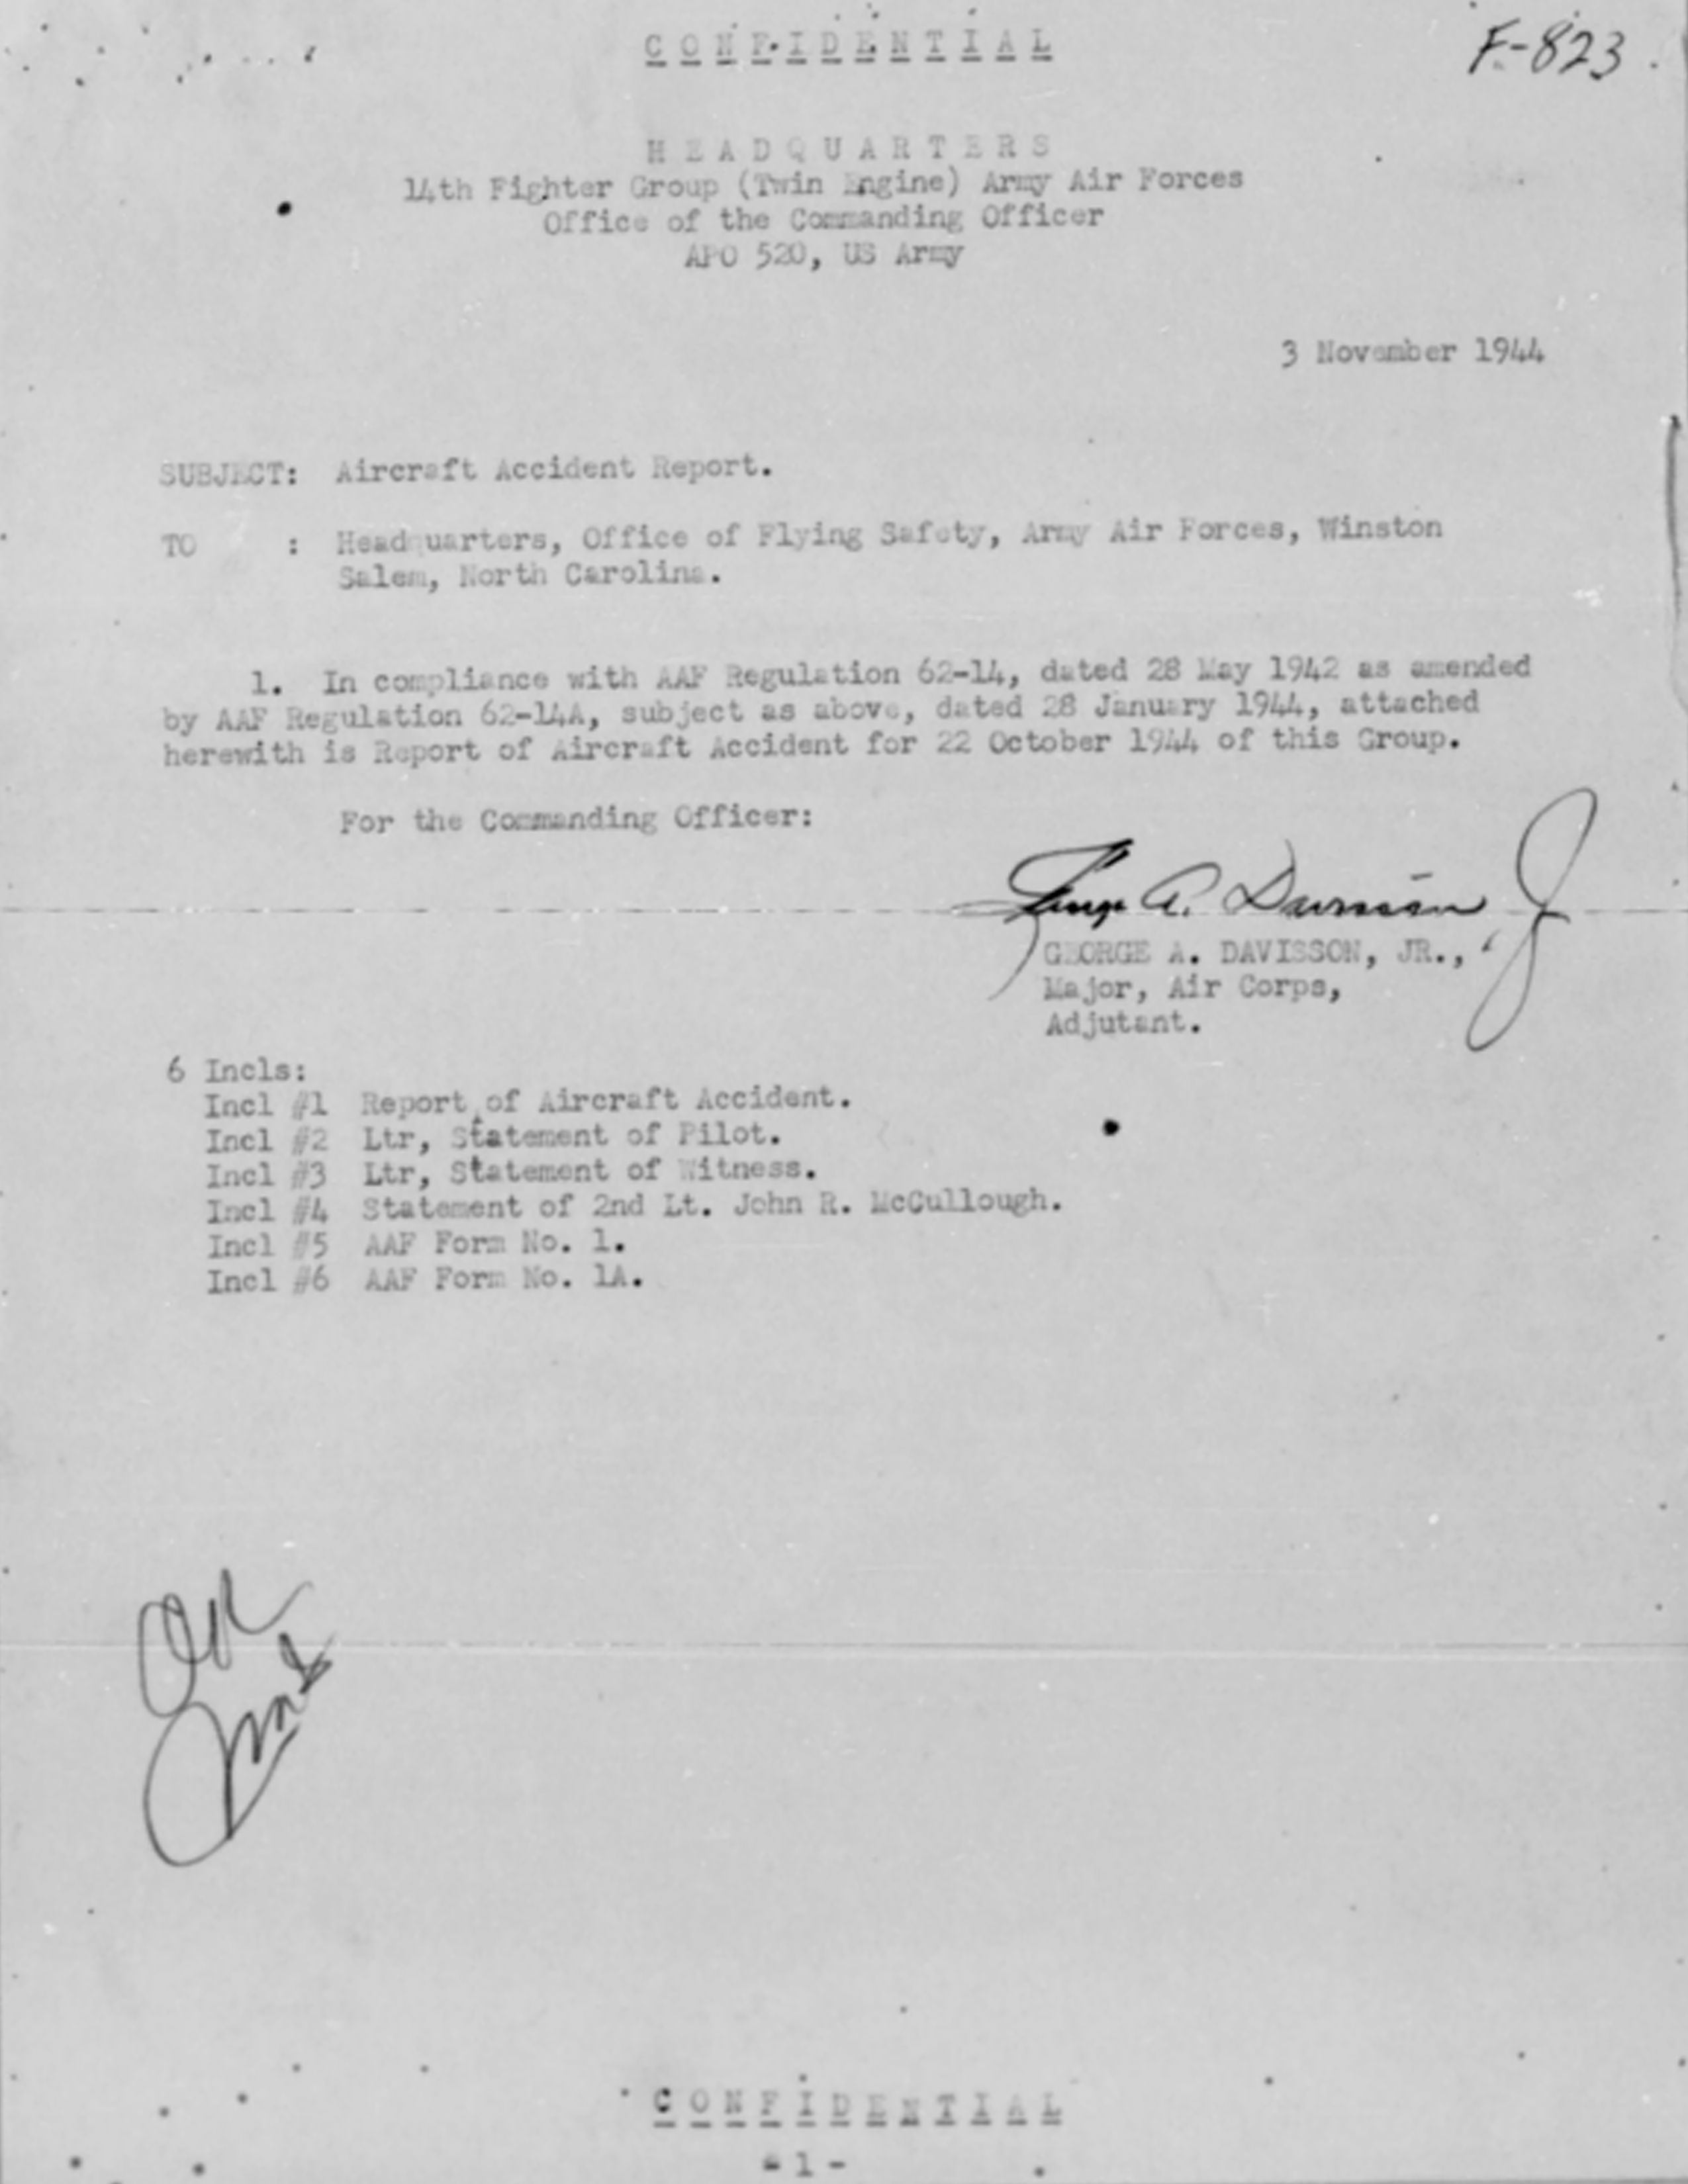 CONFIDENTIAL
F-823
HEADQUARTERS
14th Fighter Group (Twin Engine) Army Air Forces
Office of the Commanding Officer
APO 520, US Army
3 November 1944
SUBJECT: Aircraft Accident Report.
TO : Headquarters, Office of Flying Safety, Army Air Forces, Winston
Salem, North Carolina.
1. In compliance with AAF Regulation 62-14, dated 28 May 1942 as amended
by AAF Regulation 62-14A, subject as above, dated 28 January 1944, attached
herewith is Report of Aircraft Accident for 22 October 1944 of this Group.
For the Commanding Officer:
George A. Davisson Jr
GEORGE A. DAVISSON, JR.,
Major, Air Corps,
Adjutant.
6 Incls:
Incl #1 Report of Aircraft Accident.
Incl #2 Ltr, Statement of Pilot.
Incl #3 Ltr, Statement of Witness.
Incl #4 Statement of 2nd Lt. John R. McCullough.
Incl #5 AAF Form No. 1.
Incl #6 AAF Form No. 1A.
CONFIDENTIAL
-1-